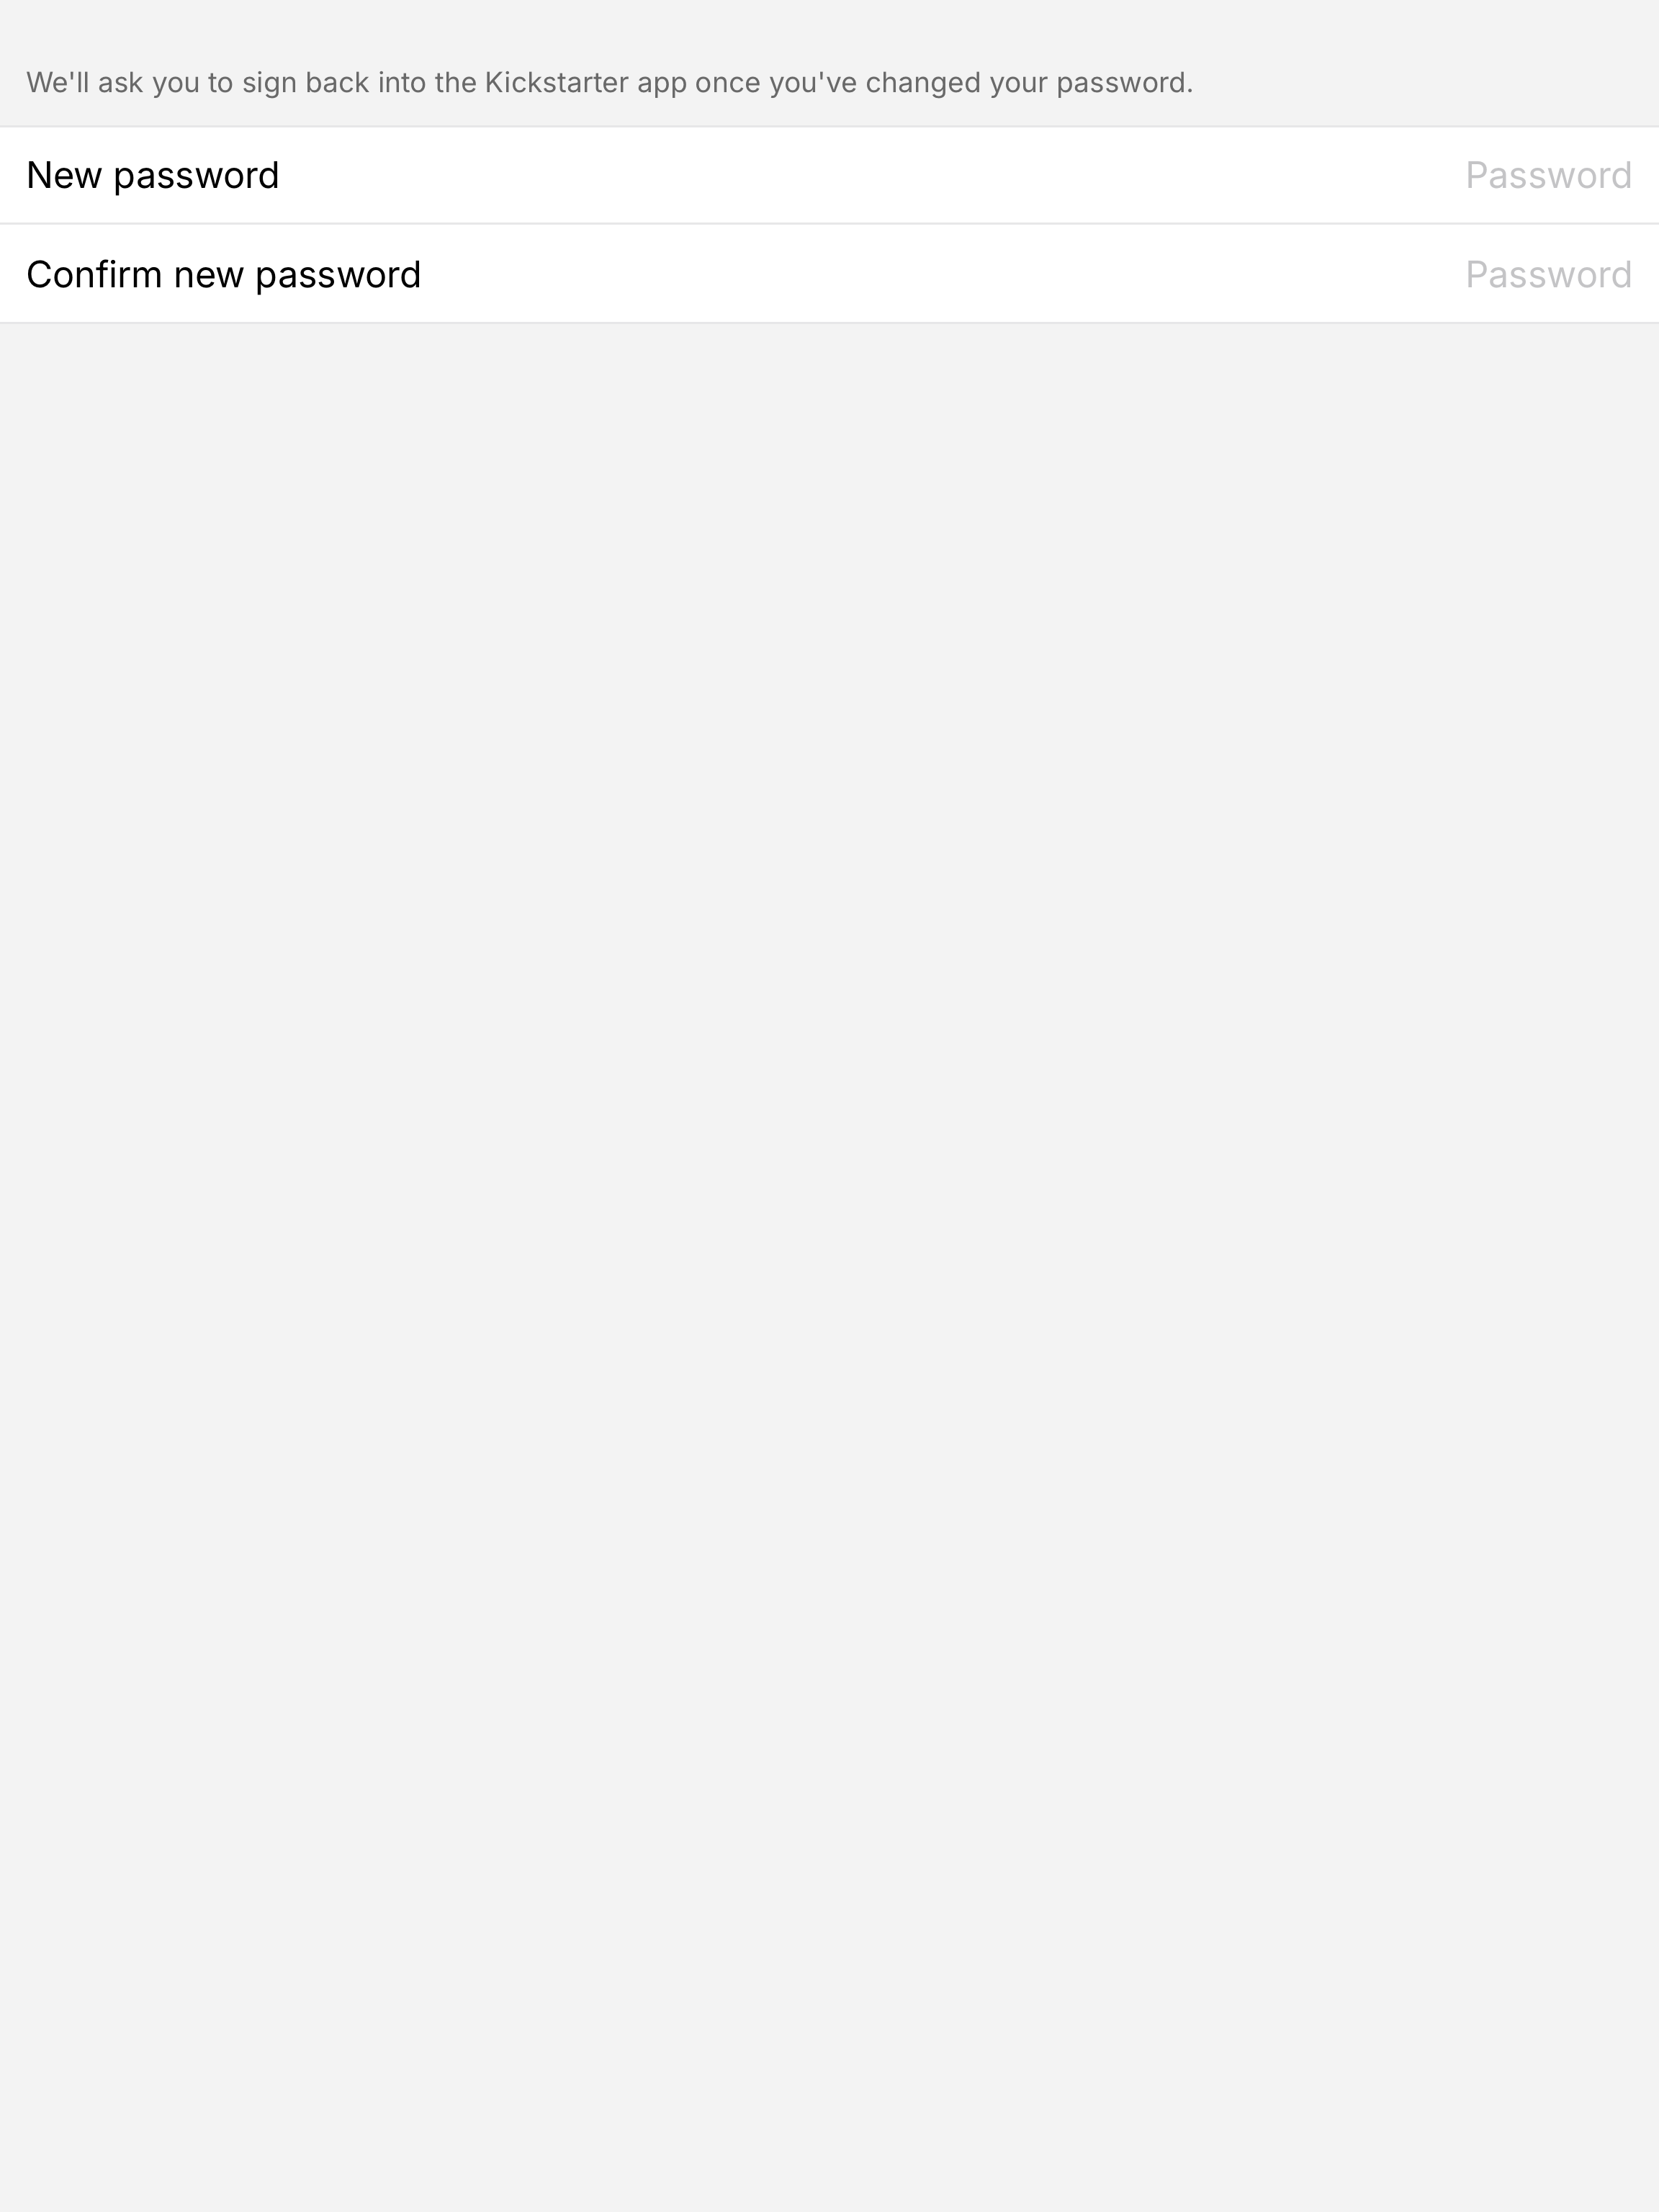 We'll ask you to sign back into the Kickstarter app once you've changed your password.
New password Password
Confirm new password Password